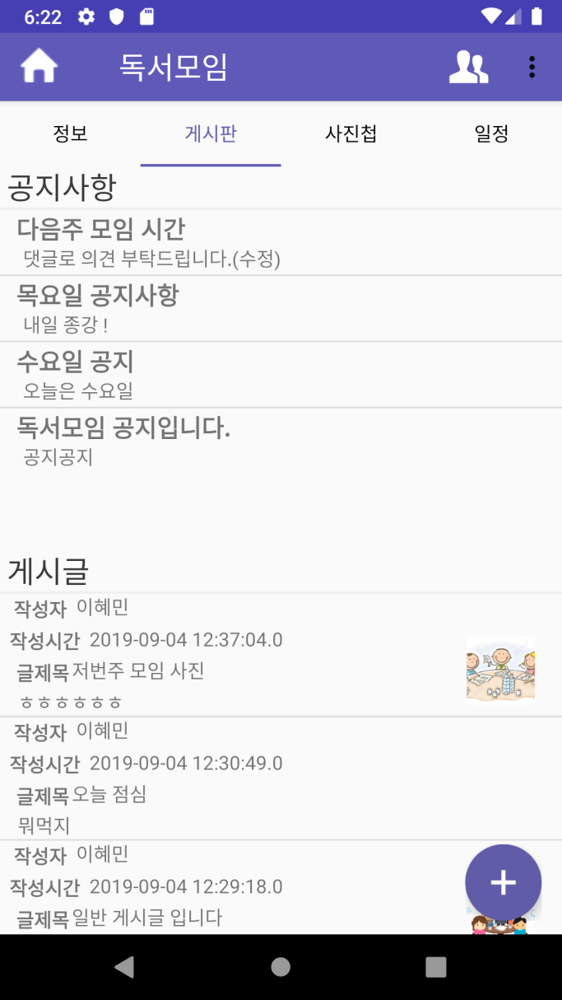 6:22
독서모임
정보 게시판 사진첩 일정
공지사항
다음주 모임 시간
댓글로 의견 부탁드립니다.(수정)
목요일 공지사항
내일 종강 !
수요일 공지
오늘은 수요일
독서모임 공지입니다.
공지공지
게시글
작성자 이혜민
작성시간 2019-09-04 12:37:04.0
글제목 저번주 모임 사진
ㅎㅎㅎㅎㅎㅎ
작성자 이혜민
작성시간 2019-09-04 12:30:49.0
글제목 오늘 점심
뭐먹지
작성자 이혜민
작성시간 2019-09-04 12:29:18.0
글제목 일반 게시글 입니다